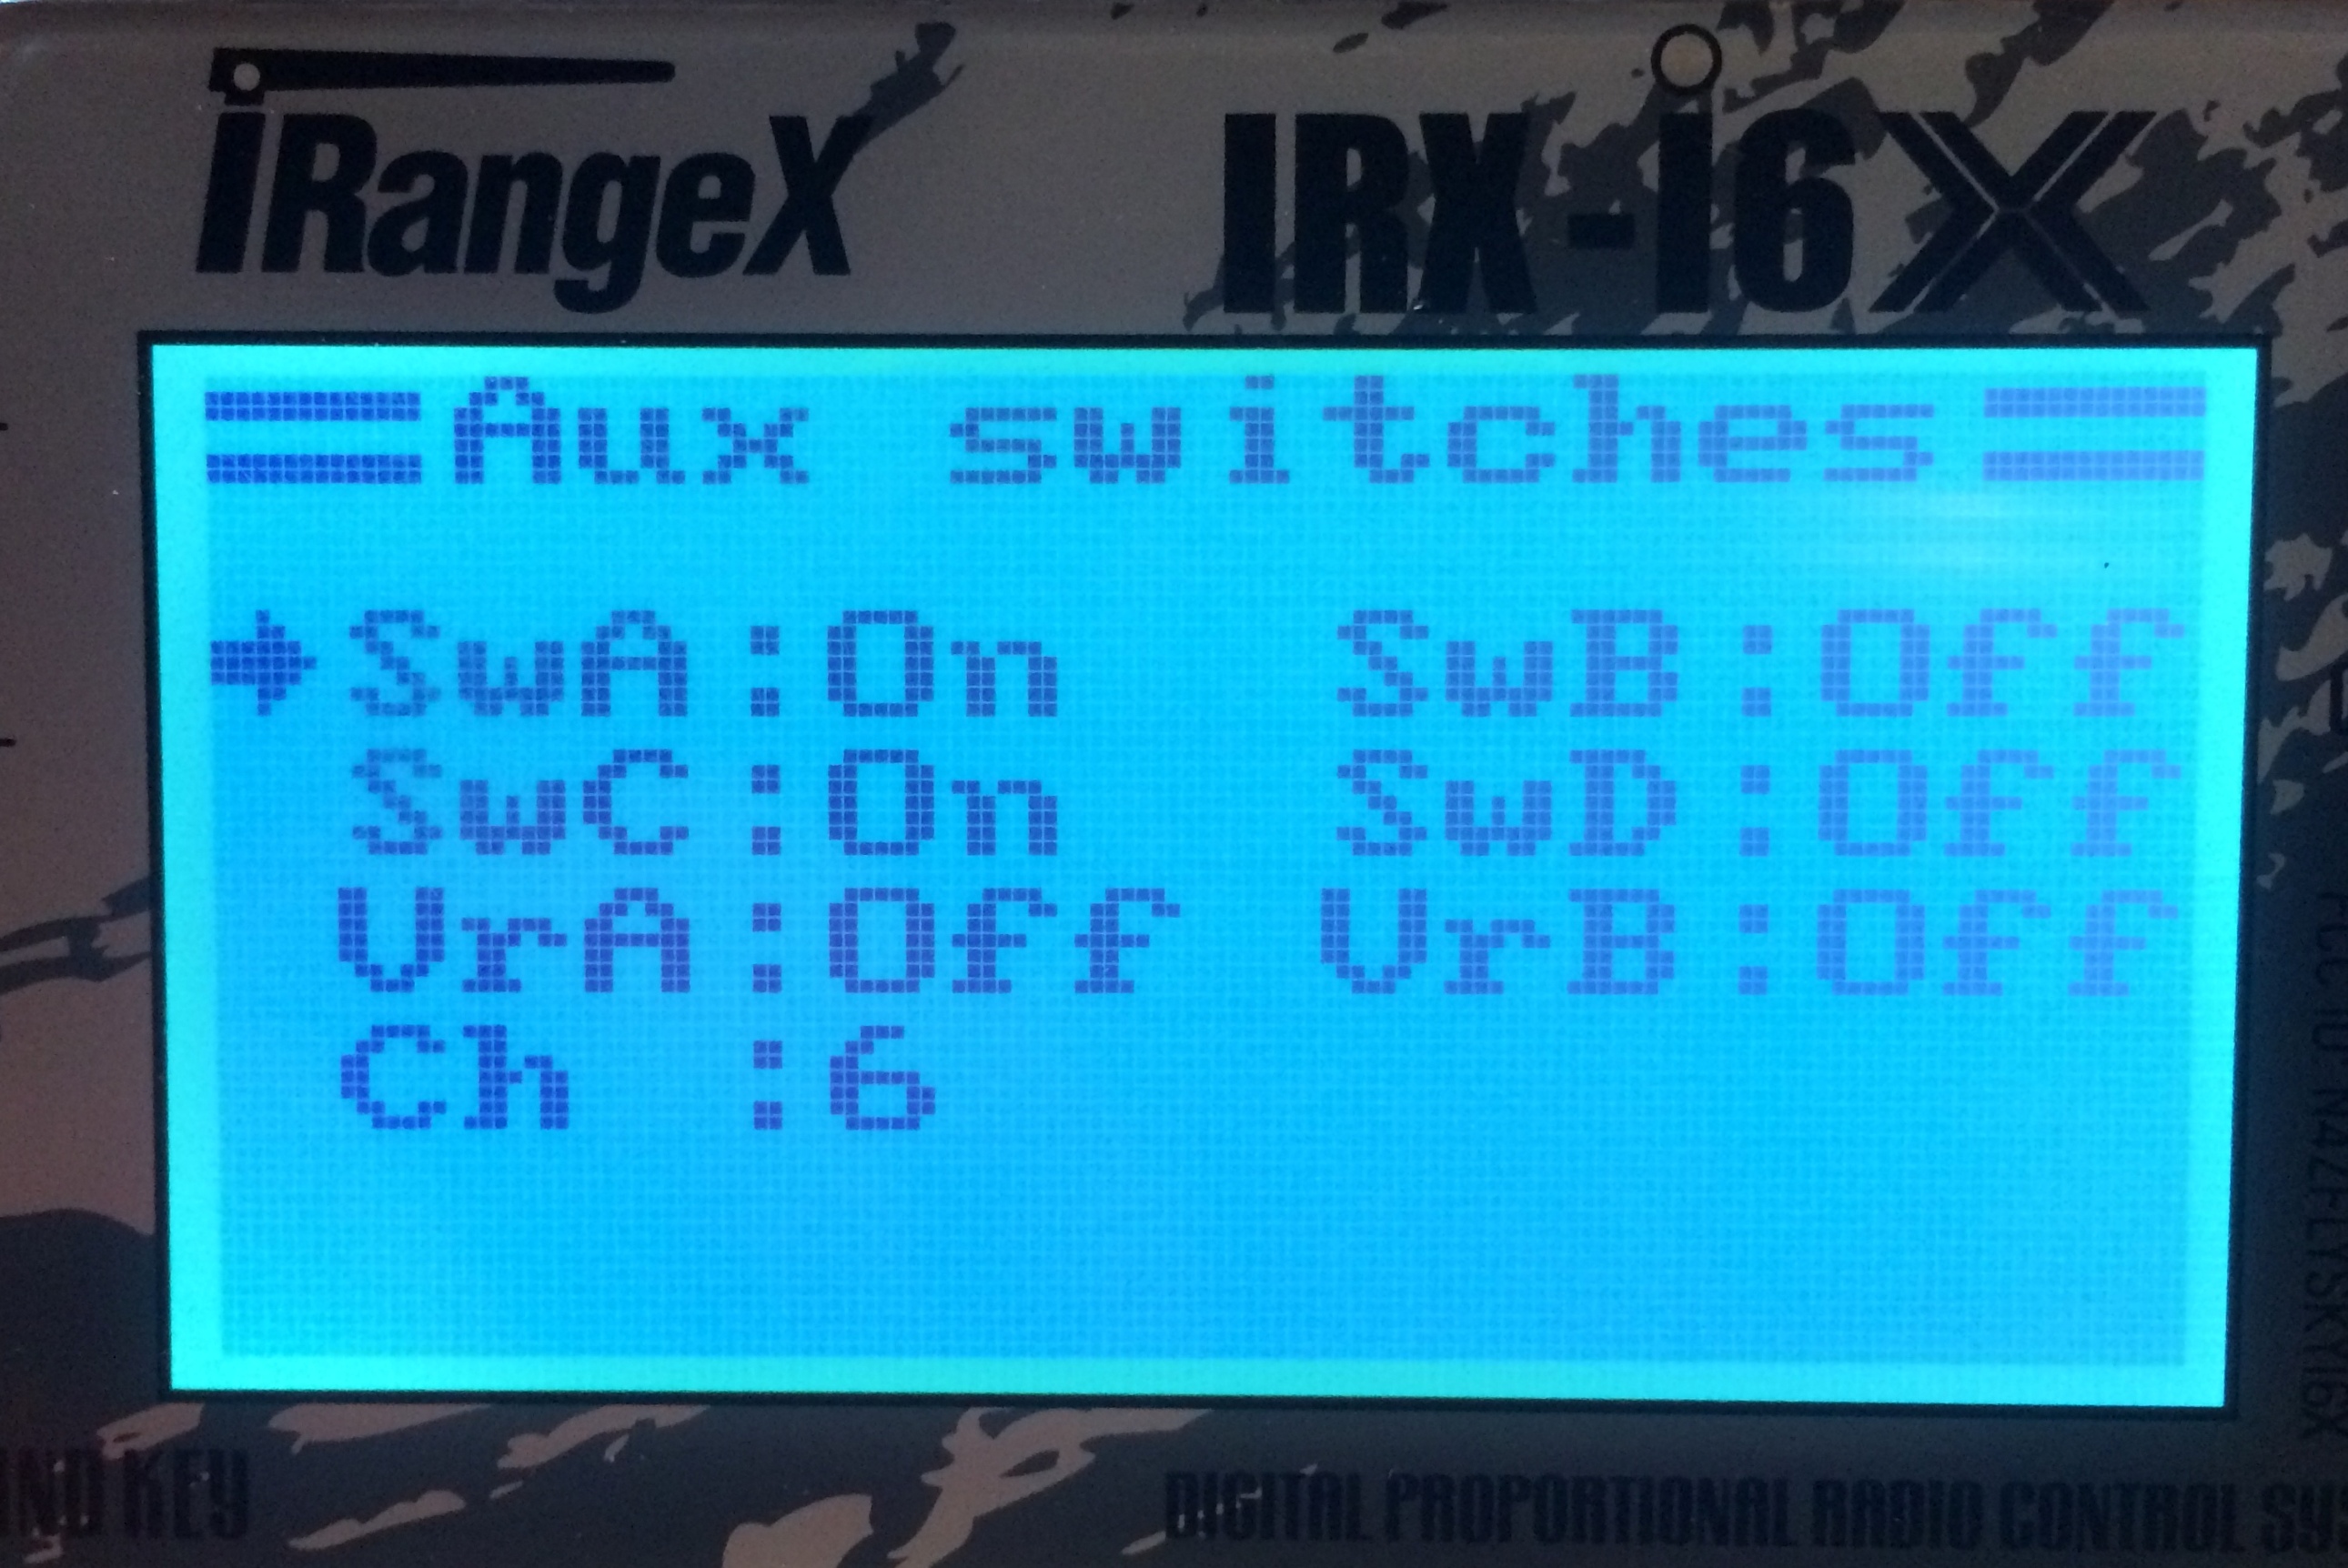 iRangeX
IRX-i6X
Aux switches
SwA:On SwB:Off
SwC:On SwD:Off
VrA:Off VrB:Off
Ch :6
KEY
DIGITAL PROPORTIONAL RADIO CONTROL